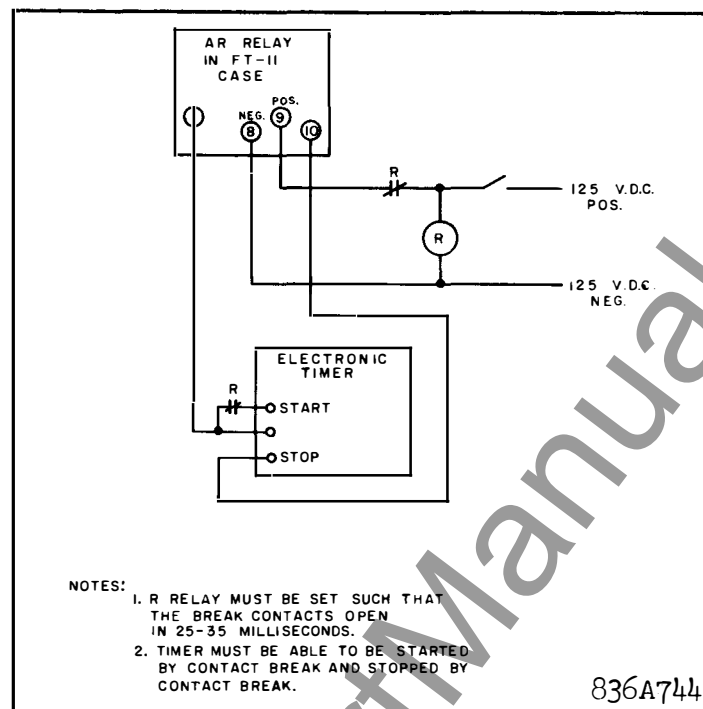 AR RELAY
IN FT-11
CASE
POS.
NEG.
8
9
10
R
125 V.D.C.
POS.
R
125 V.D.C.
NEG.
ELECTRONIC
TIMER
R
START
STOP
NOTES:
1. R RELAY MUST BE SET SUCH THAT
THE BREAK CONTACTS OPEN
IN 25-35 MILLISECONDS.
2. TIMER MUST BE ABLE TO BE STARTED
BY CONTACT BREAK AND STOPPED BY
CONTACT BREAK.
836A744
tManual